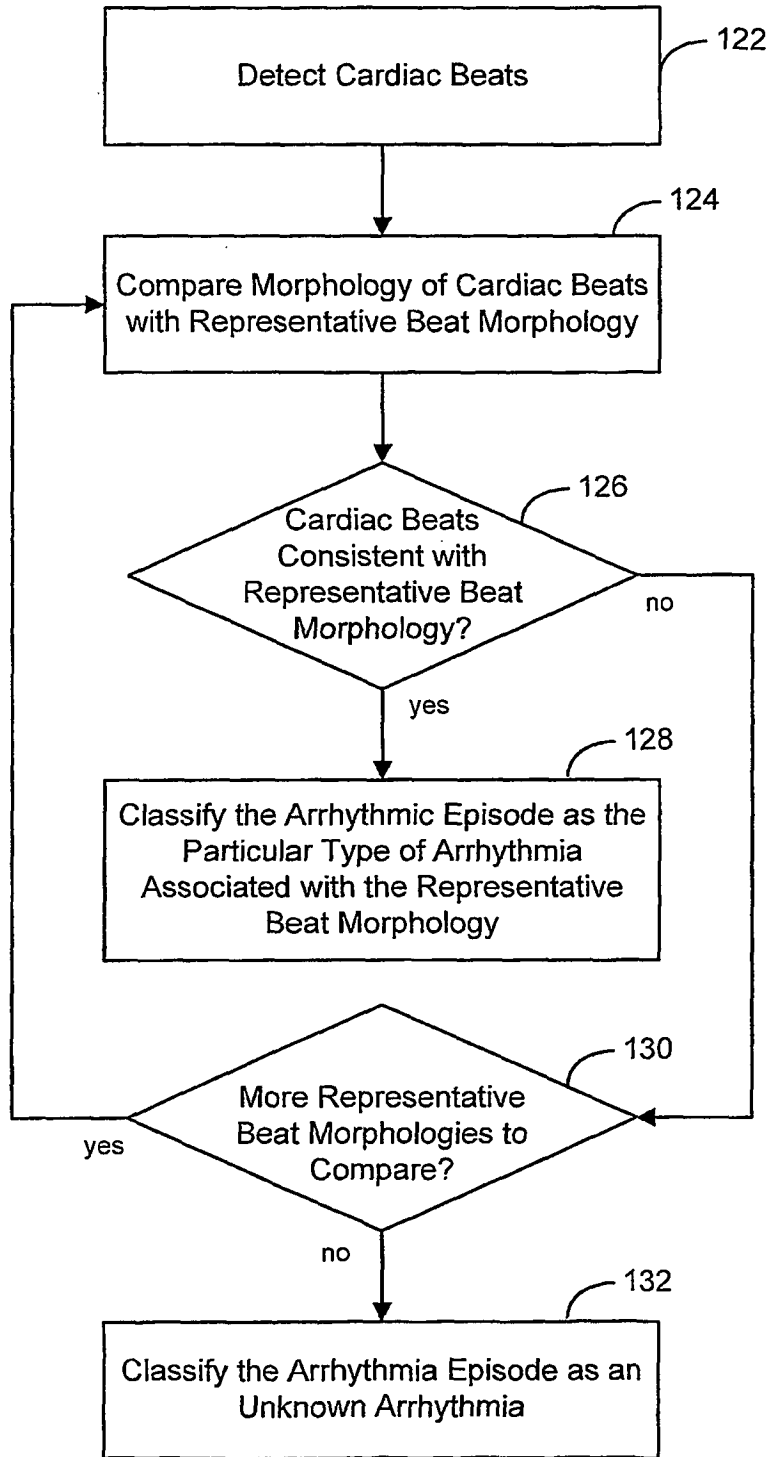 122
Detect Cardiac Beats
124
Compare Morphology of Cardiac Beats
with Representative Beat Morphology
126
Cardiac Beats
Consistent with
Representative Beat
Morphology?
no
yes
128
Classify the Arrhythmic Episode as the
Particular Type of Arrhythmia
Associated with the Representative
Beat Morphology
130
More Representative
Beat Morphologies to
Compare?
yes
no
132
Classify the Arrhythmia Episode as an
Unknown Arrhythmia